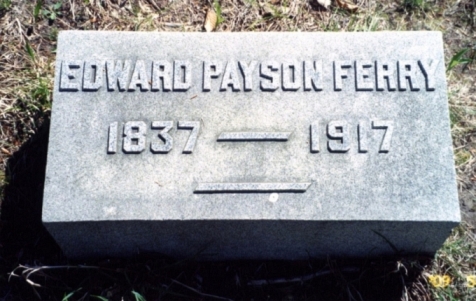 EDWARD PAYSON FERRY
1837 — 1917